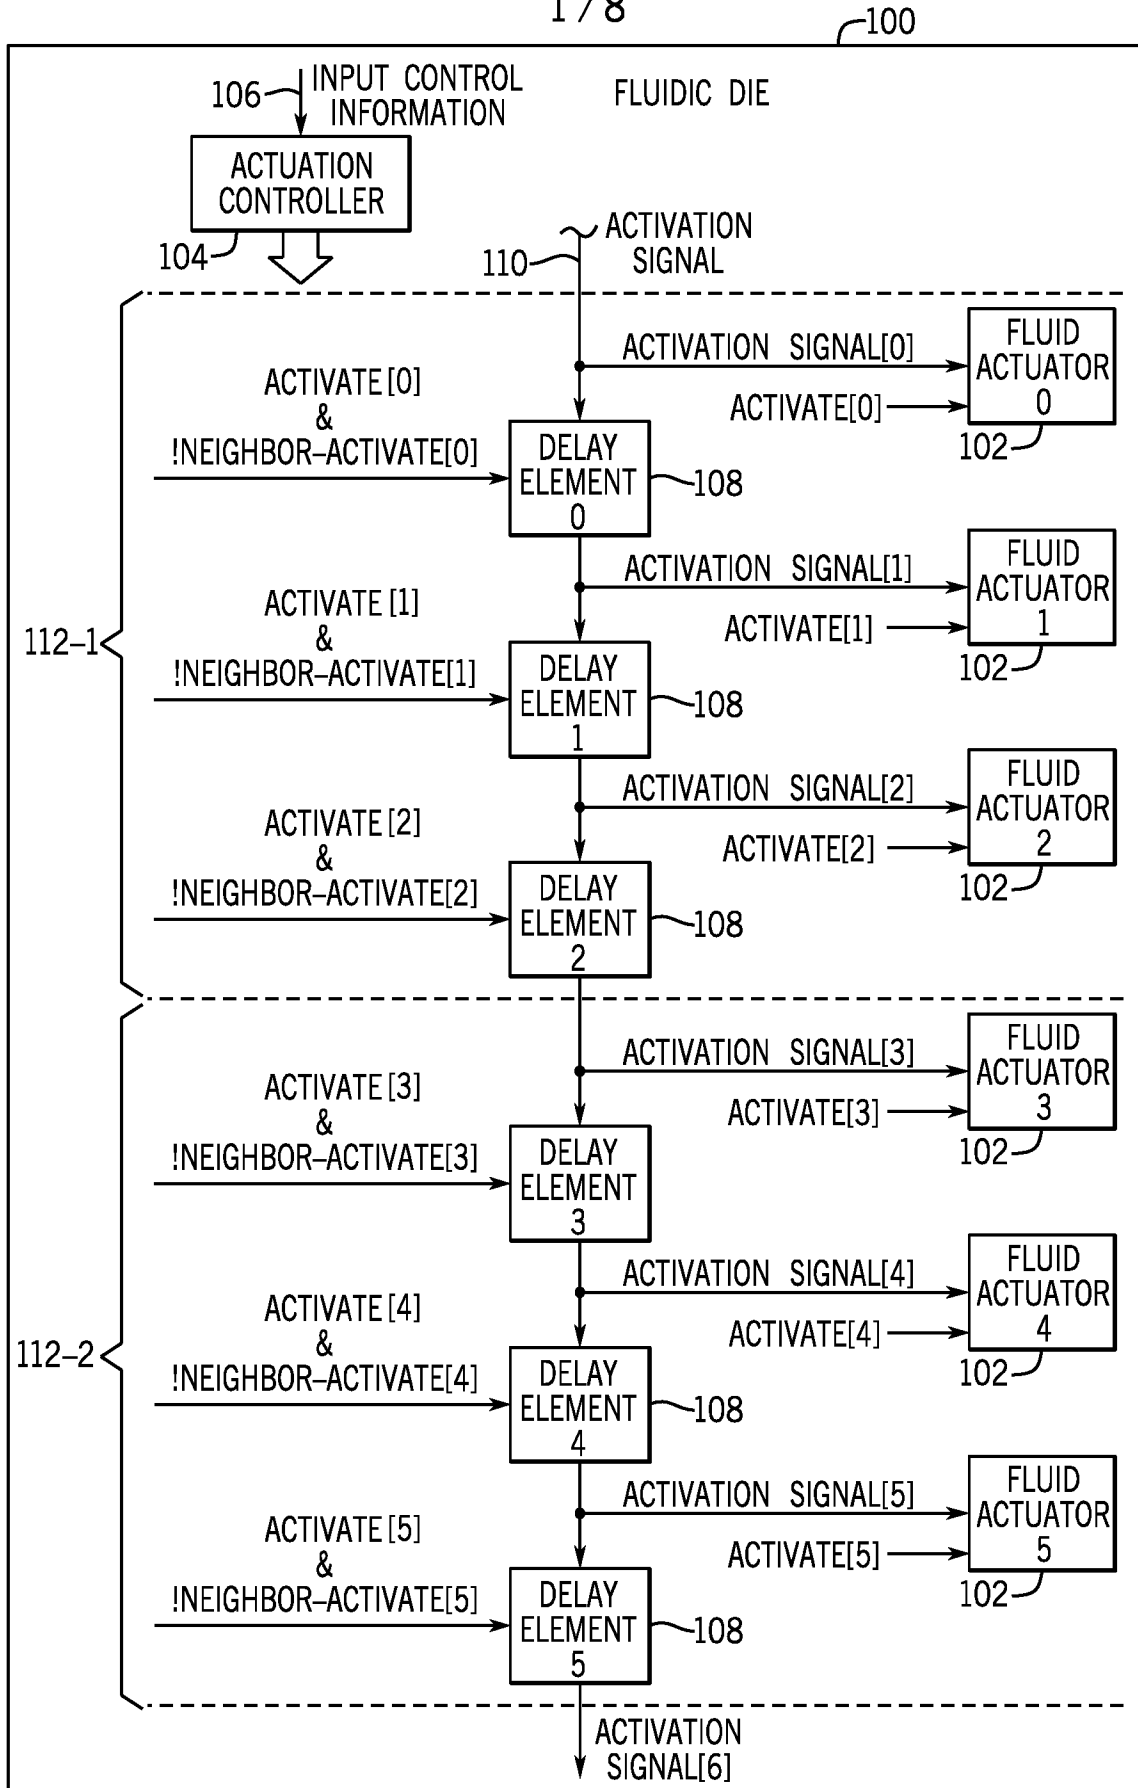 1/8
100
106
INPUT CONTROL
INFORMATION
FLUIDIC DIE
ACTUATION
CONTROLLER
104
110
ACTIVATION
SIGNAL
112-1
ACTIVATION SIGNAL[0]
FLUID
ACTUATOR
0
ACTIVATE[0]
102
ACTIVATE[0]
&
!NEIGHBOR-ACTIVATE[0]
DELAY
ELEMENT
0
108
ACTIVATION SIGNAL[1]
FLUID
ACTUATOR
1
ACTIVATE[1]
102
ACTIVATE[1]
&
!NEIGHBOR-ACTIVATE[1]
DELAY
ELEMENT
1
108
ACTIVATION SIGNAL[2]
FLUID
ACTUATOR
2
ACTIVATE[2]
102
ACTIVATE[2]
&
!NEIGHBOR-ACTIVATE[2]
DELAY
ELEMENT
2
108
112-2
ACTIVATION SIGNAL[3]
FLUID
ACTUATOR
3
ACTIVATE[3]
102
ACTIVATE[3]
&
!NEIGHBOR-ACTIVATE[3]
DELAY
ELEMENT
3
ACTIVATION SIGNAL[4]
FLUID
ACTUATOR
4
ACTIVATE[4]
102
ACTIVATE[4]
&
!NEIGHBOR-ACTIVATE[4]
DELAY
ELEMENT
4
108
ACTIVATION SIGNAL[5]
FLUID
ACTUATOR
5
ACTIVATE[5]
102
ACTIVATE[5]
&
!NEIGHBOR-ACTIVATE[5]
DELAY
ELEMENT
5
108
ACTIVATION
SIGNAL[6]